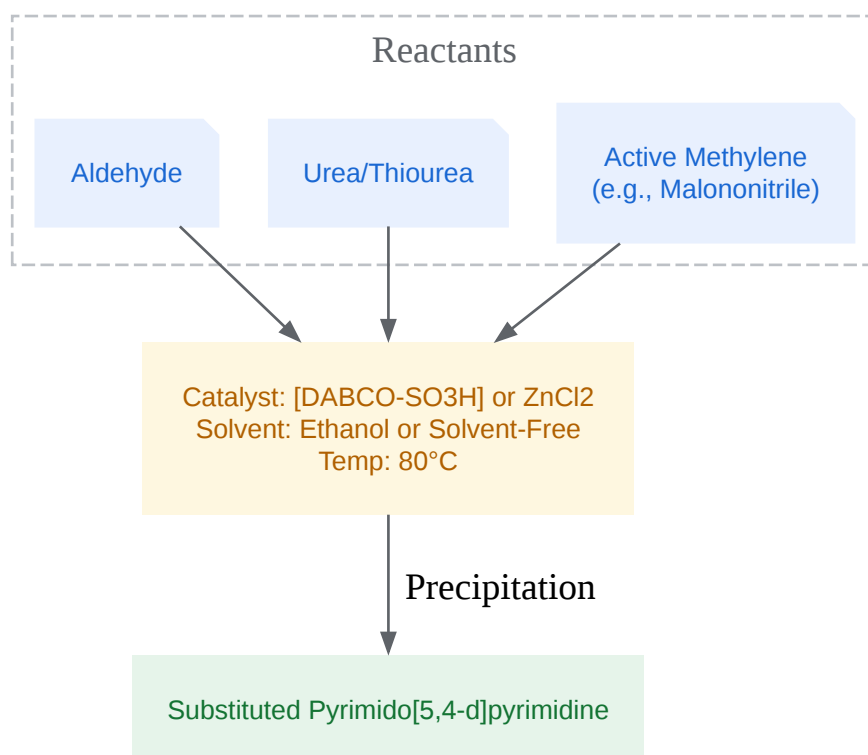 Reactants
Aldehyde
Urea/Thiourea
Active Methylene
(e.g., Malononitrile)
Catalyst: [DABCO-SO3H] or ZnCl2
Solvent: Ethanol or Solvent-Free
Temp: 80°C
Precipitation
Substituted Pyrimido[5,4-d]pyrimidine